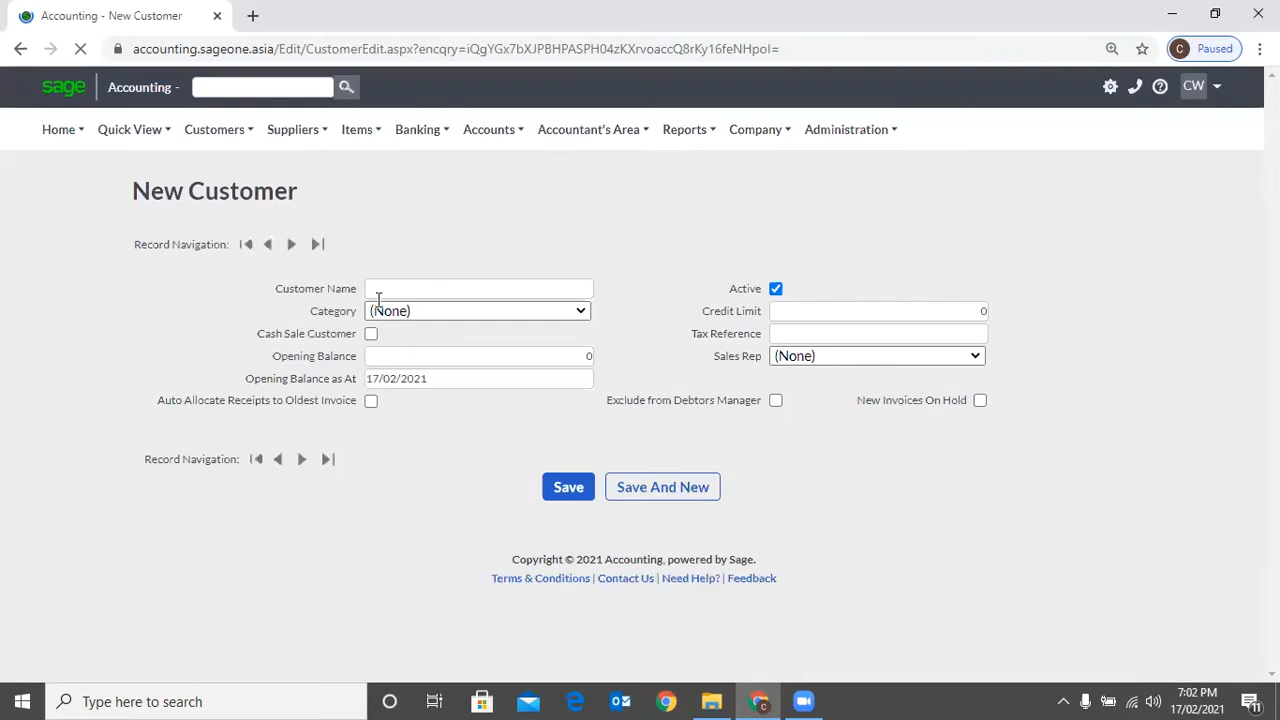 Accounting - New Customer
accounting.sageone.asia/Edit/CustomerEdit.aspx?encqry=iQgYGx7bXJPBHPASPH04zKXrvoaccQ8rKy16feNHpoI=
C Paused
sage Accounting - CW
Home Quick View Customers Suppliers Items Banking Accounts Accountant's Area Reports Company Administration
New Customer
Record Navigation:
Customer Name Active
Category (None) Credit Limit 0
Cash Sale Customer Tax Reference
Opening Balance 0 Sales Rep (None)
Opening Balance as At 17/02/2021
Auto Allocate Receipts to Oldest Invoice Exclude from Debtors Manager New Invoices On Hold
Record Navigation:
Save Save And New
Copyright © 2021 Accounting, powered by Sage.
Terms & Conditions | Contact Us | Need Help? | Feedback
Type here to search
7:02 PM
17/02/2021
11